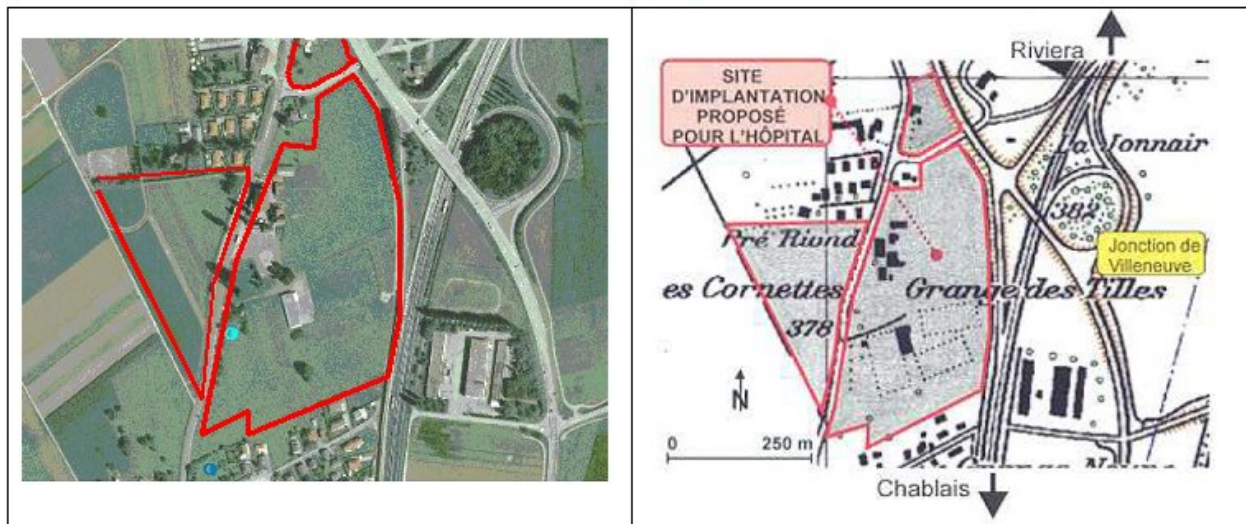 Riviera
SITE
D'IMPLANTATION
PROPOSÉ
POUR L'HÔPITAL
La Jonnair
382
Pré Riond
Jonction de
Villeneuve
es Cornettes
Grange des Tilles
378
N
0
250 m
Chablais